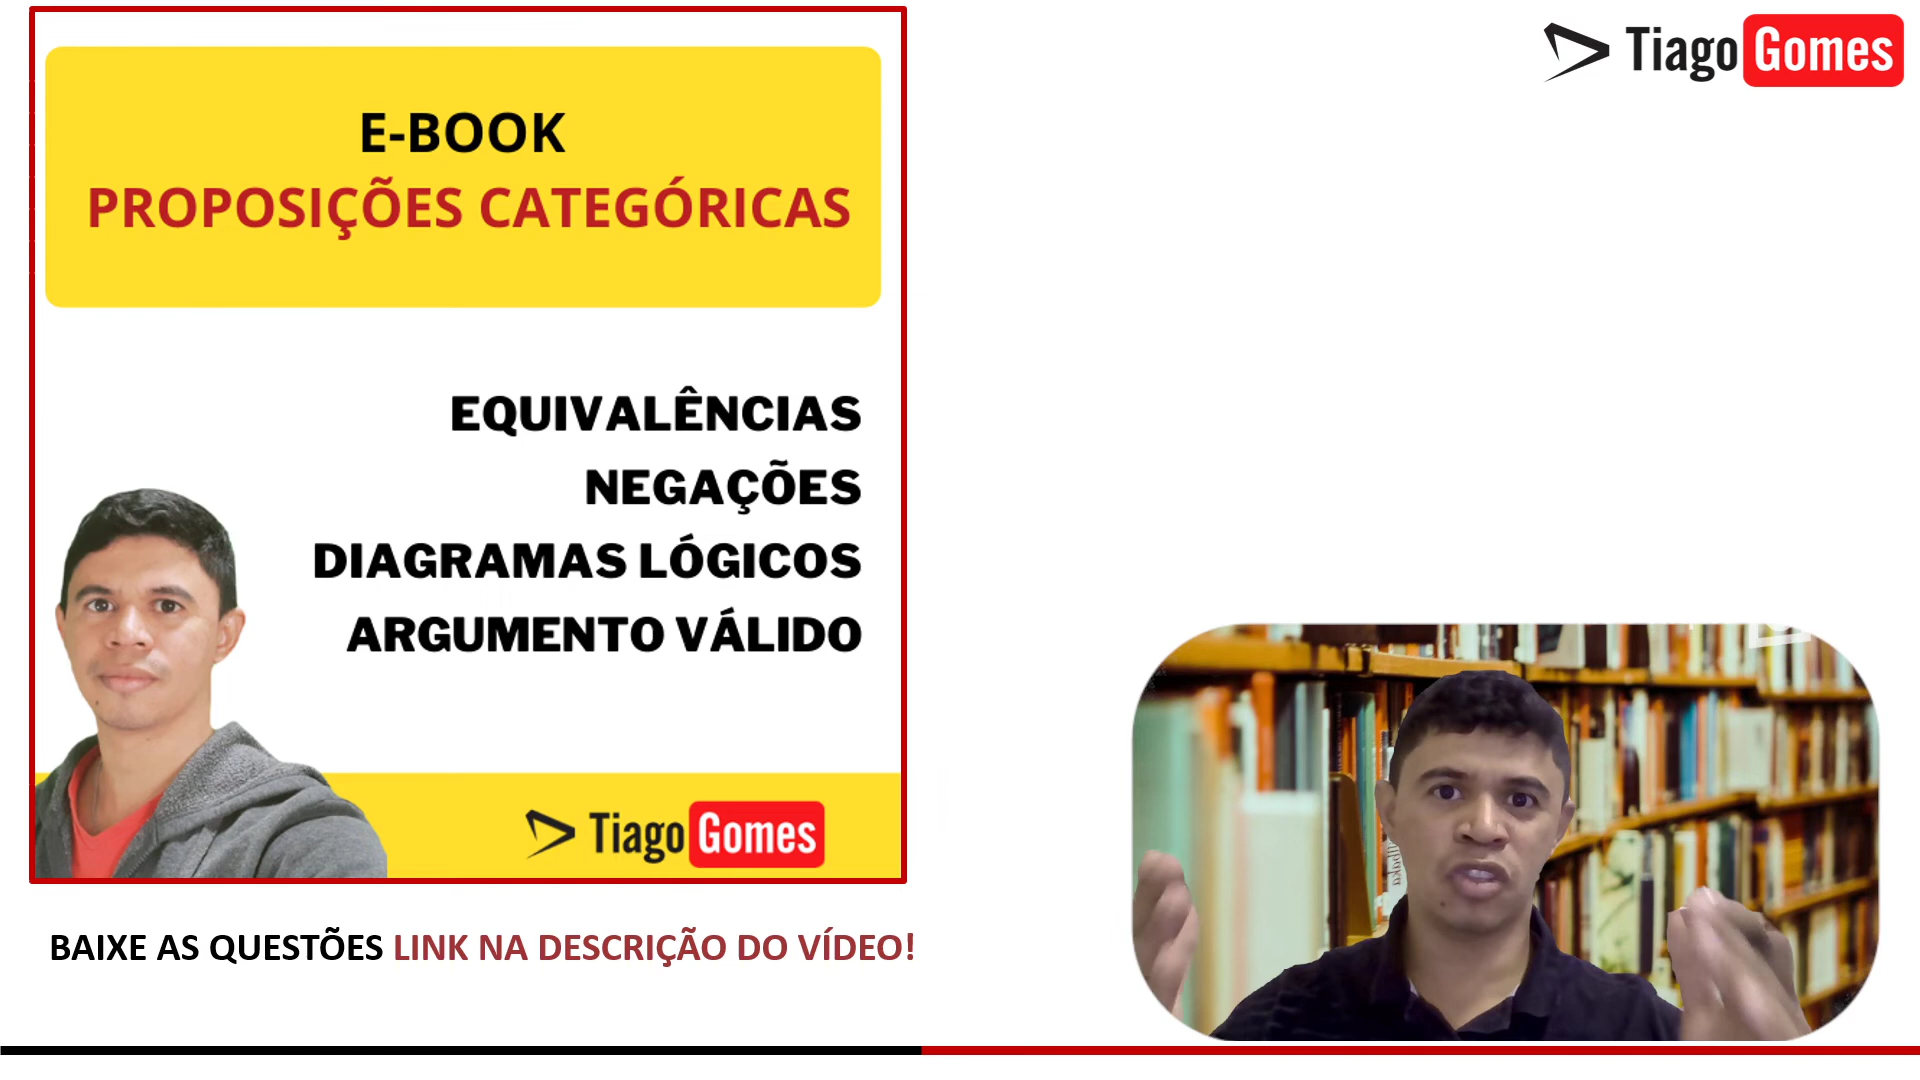 E-BOOK
PROPOSIÇÕES CATEGÓRICAS
EQUIVALÊNCIAS
NEGAÇÕES
DIAGRAMAS LÓGICOS
ARGUMENTO VÁLIDO
Tiago Gomes
BAIXE AS QUESTÕES LINK NA DESCRIÇÃO DO VÍDEO!
Tiago Gomes